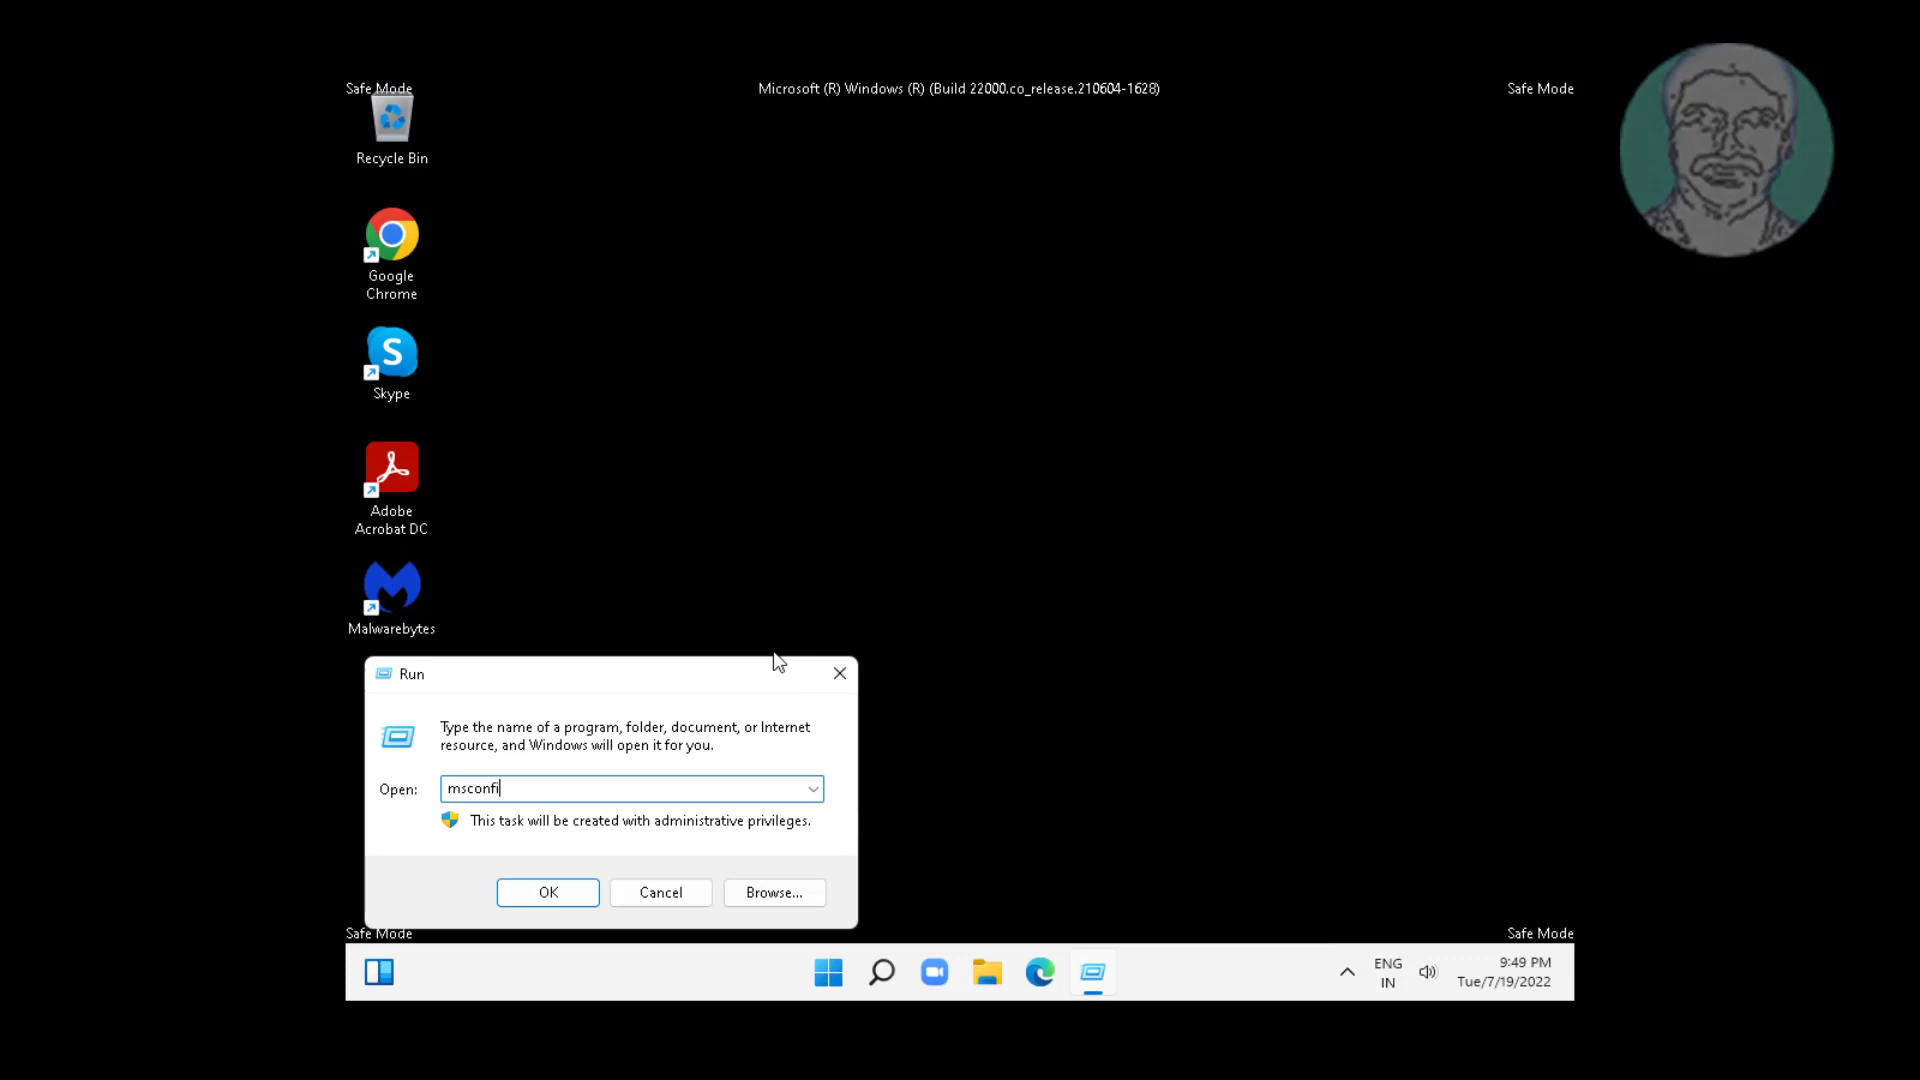 Safe Mode
Microsoft (R) Windows (R) (Build 22000.co_release.210604-1628)
Safe Mode
Recycle Bin
Google
Chrome
S
Skype
Adobe
Acrobat DC
Malwarebytes
Run
Type the name of a program, folder, document, or Internet
resource, and Windows will open it for you.
Open:
msconfi
This task will be created with administrative privileges.
OK
Cancel
Browse...
Safe Mode
Safe Mode
ENG
IN
9:49 PM
Tue/7/19/2022